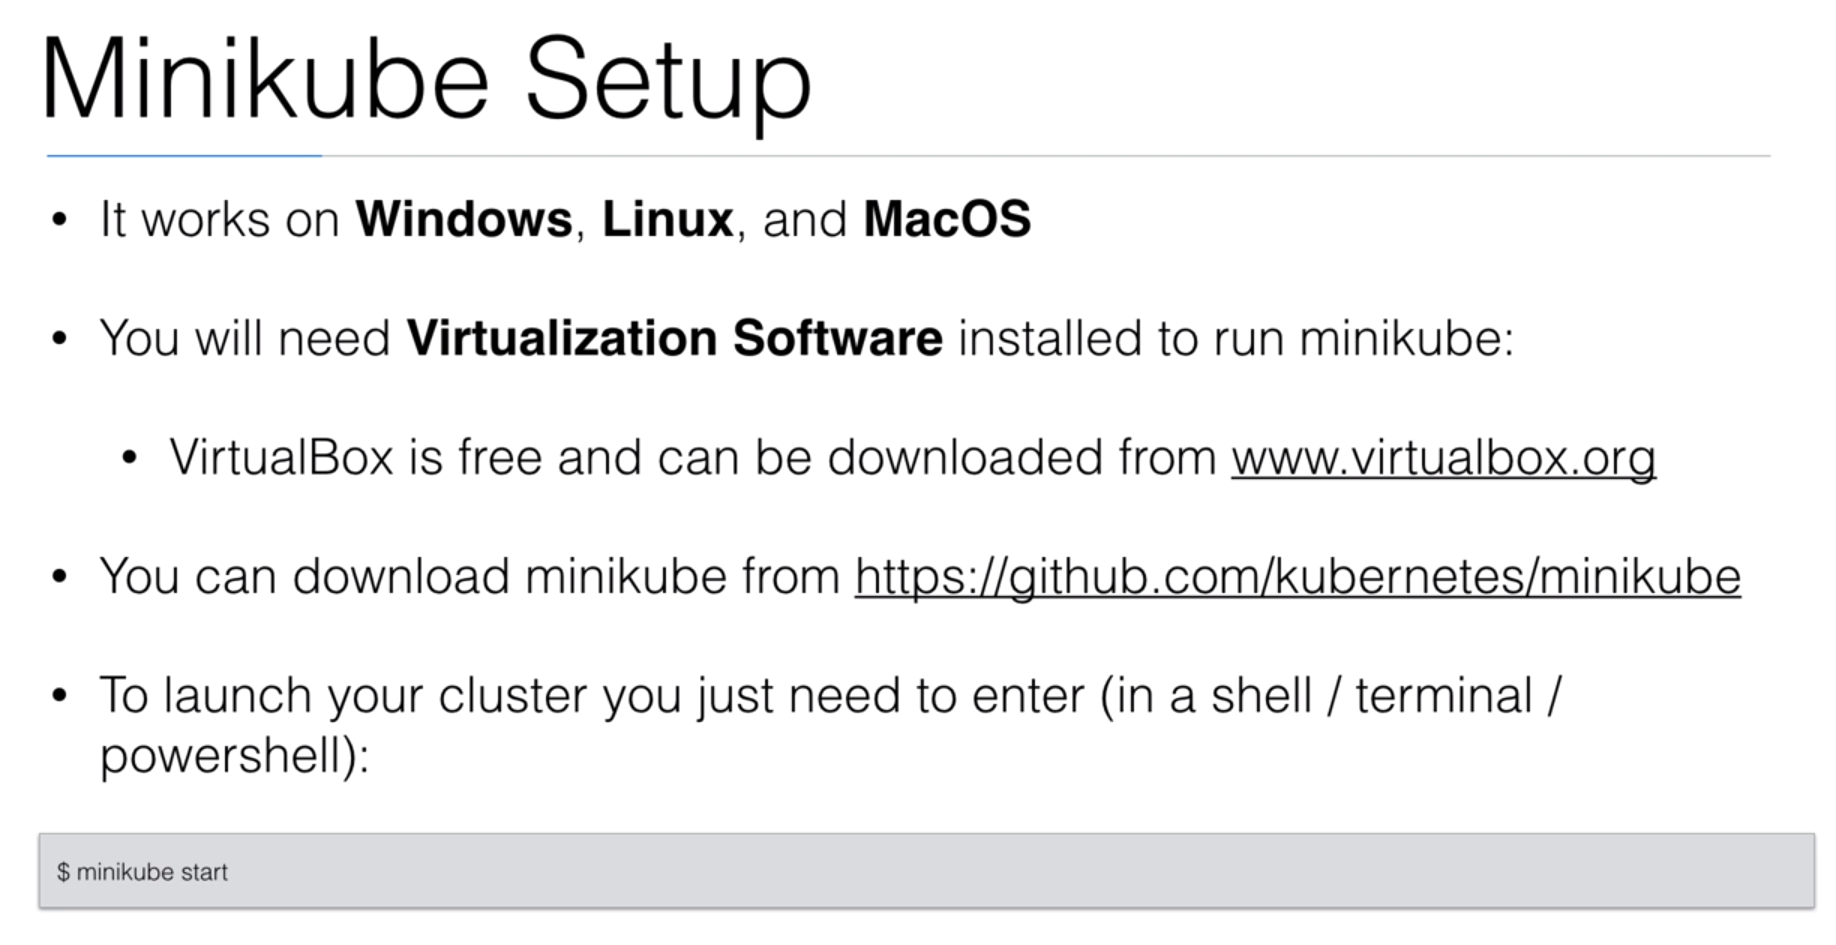 Minikube Setup
• It works on Windows, Linux, and MacOS
• You will need Virtualization Software installed to run minikube:
• VirtualBox is free and can be downloaded from www.virtualbox.org
• You can download minikube from https://github.com/kubernetes/minikube
• To launch your cluster you just need to enter (in a shell / terminal /
powershell):
$ minikube start